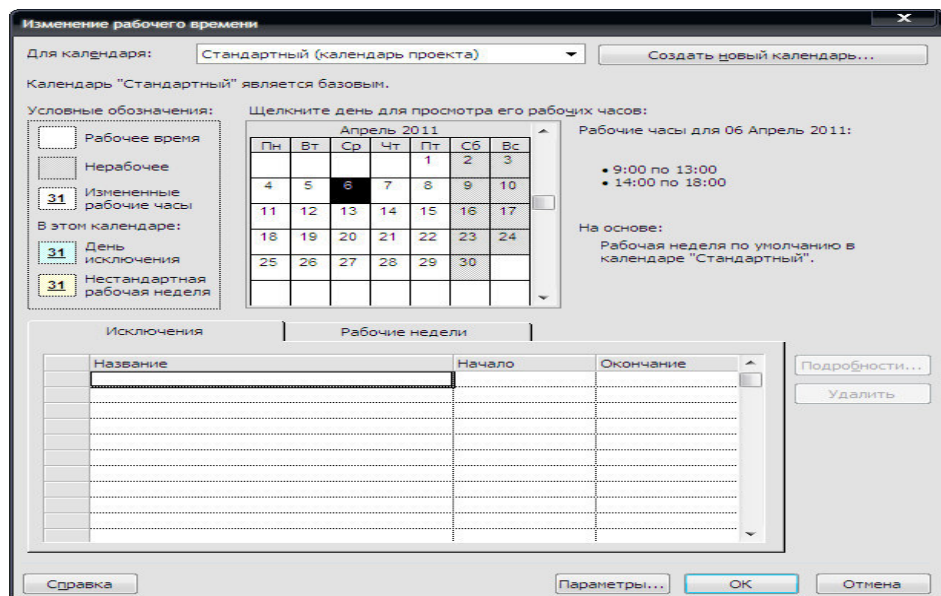 Изменение рабочего времени
Для календаря: Стандартный (календарь проекта) Создать новый календарь...
Календарь "Стандартный" является базовым.
Условные обозначения:
Рабочее время
Нерабочее
31 Измененные
рабочие часы
В этом календаре:
31 День
исключения
31 Нестандартная
рабочая неделя
Щелкните день для просмотра его рабочих часов:
Апрель 2011
Пн Вт Ср Чт Пт Сб Вс
1 2 3
4 5 6 7 8 9 10
11 12 13 14 15 16 17
18 19 20 21 22 23 24
25 26 27 28 29 30
Рабочие часы для 06 Апрель 2011:
• 9:00 по 13:00
• 14:00 по 18:00
На основе:
Рабочая неделя по умолчанию в
календаре "Стандартный".
Исключения Рабочие недели
Название Начало Окончание
Подробности...
Удалить
Справка Параметры... ОК Отмена